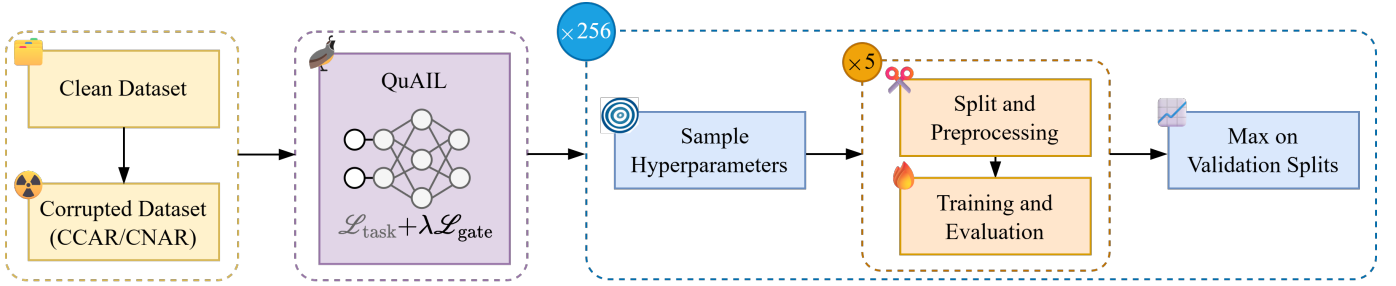 Clean Dataset
Corrupted Dataset
(CCAR/CNAR)
QuAIL
ℒtask+λℒgate
×256
Sample
Hyperparameters
×5
Split and
Preprocessing
Training and
Evaluation
Max on
Validation Splits